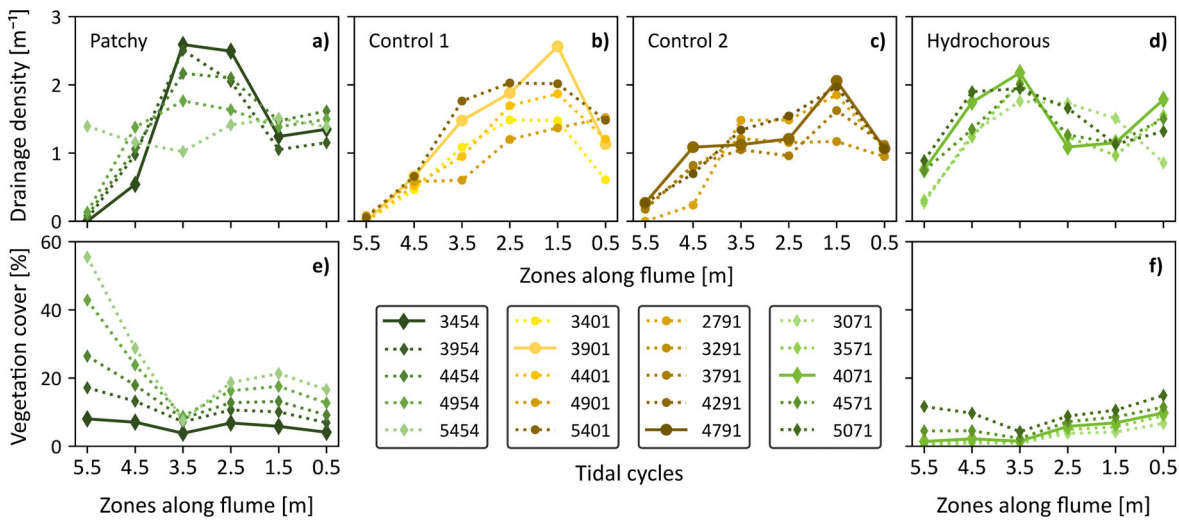 Patchy a)
Control 1 b)
Control 2 c)
Hydrochorous d)
Drainage density [m⁻¹]
3
2
1
0
5.5 4.5 3.5 2.5 1.5 0.5
5.5 4.5 3.5 2.5 1.5 0.5
Zones along flume [m]
e)
f)
Vegetation cover [%]
60
40
20
0
5.5 4.5 3.5 2.5 1.5 0.5
Zones along flume [m]
3454
3954
4454
4954
5454
3401
3901
4401
4901
5401
2791
3291
3791
4291
4791
3071
3571
4071
4571
5071
Tidal cycles
5.5 4.5 3.5 2.5 1.5 0.5
Zones along flume [m]